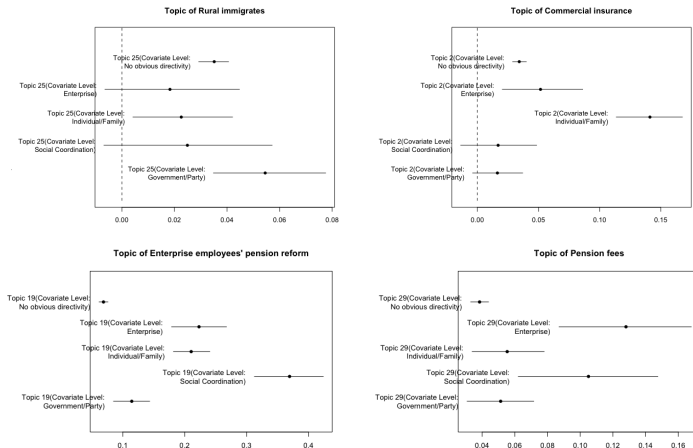 Topic of Rural immigrates
Topic 25(Covariate Level:
No obvious directivity)
Topic 25(Covariate Level:
Enterprise)
Topic 25(Covariate Level:
Individual/Family)
Topic 25(Covariate Level:
Social Coordination)
Topic 25(Covariate Level:
Government/Party)
0.00 0.02 0.04 0.06 0.08
Topic of Commercial insurance
Topic 2(Covariate Level:
No obvious directivity)
Topic 2(Covariate Level:
Enterprise)
Topic 2(Covariate Level:
Individual/Family)
Topic 2(Covariate Level:
Social Coordination)
Topic 2(Covariate Level:
Government/Party)
0.00 0.05 0.10 0.15
Topic of Enterprise employees' pension reform
Topic 19(Covariate Level:
No obvious directivity)
Topic 19(Covariate Level:
Enterprise)
Topic 19(Covariate Level:
Individual/Family)
Topic 19(Covariate Level:
Social Coordination)
Topic 19(Covariate Level:
Government/Party)
0.1 0.2 0.3 0.4
Topic of Pension fees
Topic 29(Covariate Level:
No obvious directivity)
Topic 29(Covariate Level:
Enterprise)
Topic 29(Covariate Level:
Individual/Family)
Topic 29(Covariate Level:
Social Coordination)
Topic 29(Covariate Level:
Government/Party)
0.04 0.06 0.08 0.10 0.12 0.14 0.16